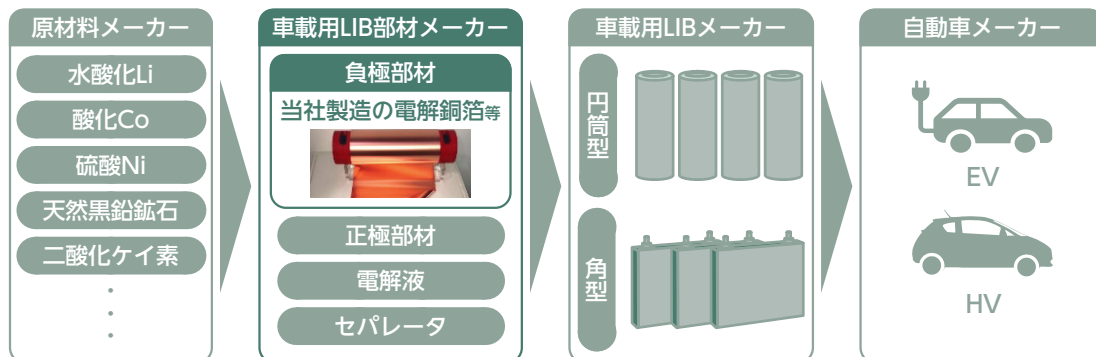 原材料メーカー
水酸化Li
酸化Co
硫酸Ni
天然黒鉛鉱石
二酸化ケイ素
・
・
・
車載用LIB部材メーカー
負極部材
当社製造の電解銅箔等
正極部材
電解液
セパレータ
車載用LIBメーカー
円筒型
角型
自動車メーカー
EV
HV